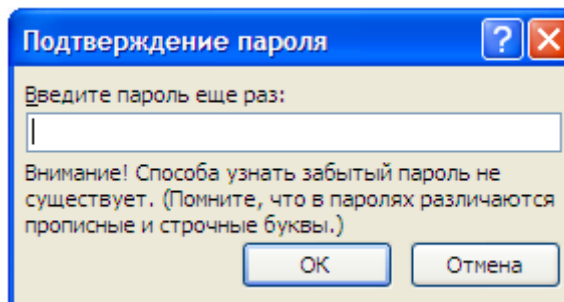 Подтверждение пароля
Введите пароль еще раз:
Внимание! Способа узнать забытый пароль не
существует. (Помните, что в паролях различаются
прописные и строчные буквы.)
ОК Отмена